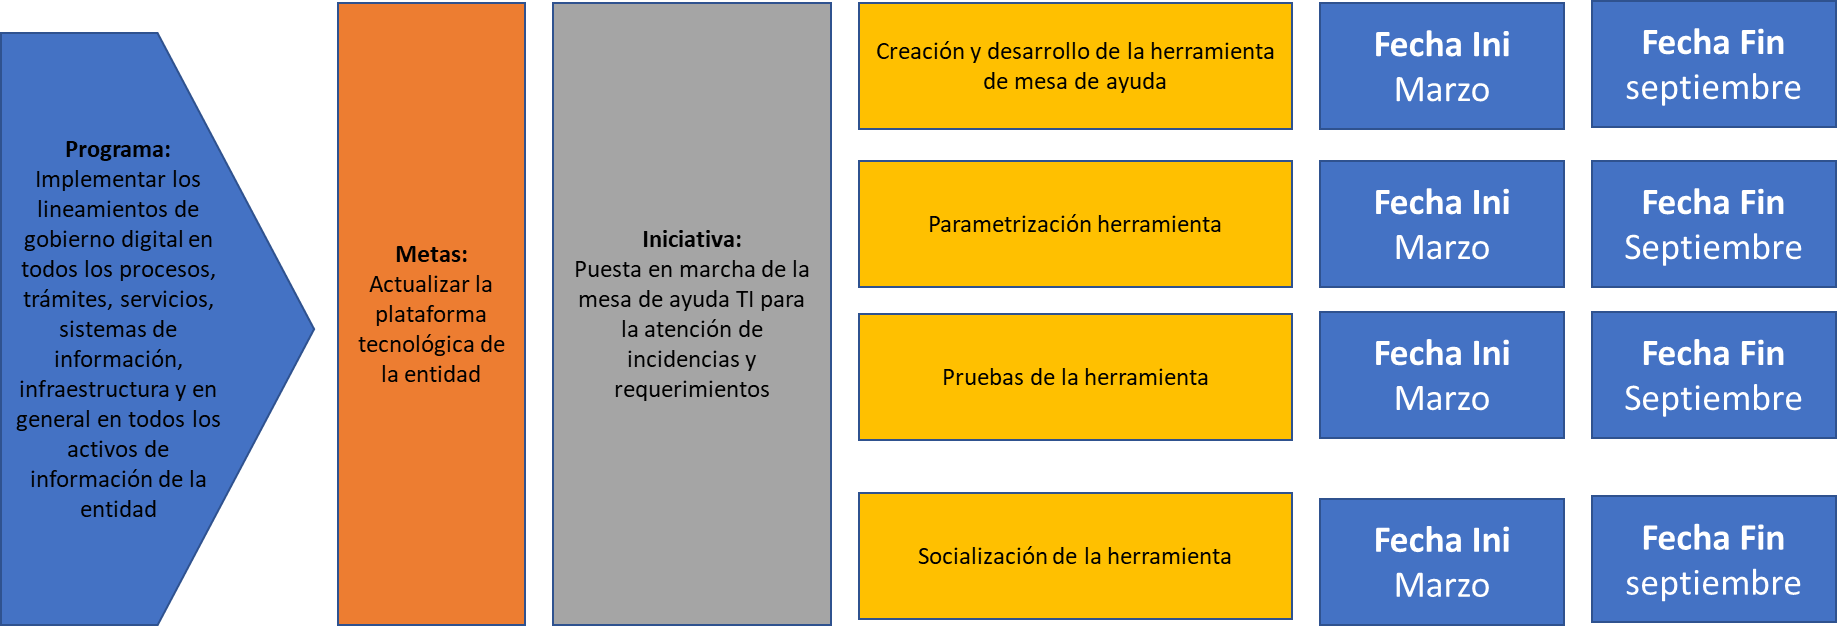 Programa:
Implementar los
lineamientos de
gobierno digital en
todos los procesos,
trámites, servicios,
sistemas de
información,
infraestructura y en
general en todos los
activos de
información de la
entidad
Metas:
Actualizar la
plataforma
tecnológica de
la entidad
Iniciativa:
Puesta en marcha de la
mesa de ayuda TI para
la atención de
incidencias y
requerimientos
Creación y desarrollo de la herramienta
de mesa de ayuda
Fecha Ini
Marzo
Fecha Fin
septiembre
Parametrización herramienta
Fecha Ini
Marzo
Fecha Fin
Septiembre
Pruebas de la herramienta
Fecha Ini
Marzo
Fecha Fin
Septiembre
Socialización de la herramienta
Fecha Ini
Marzo
Fecha Fin
septiembre